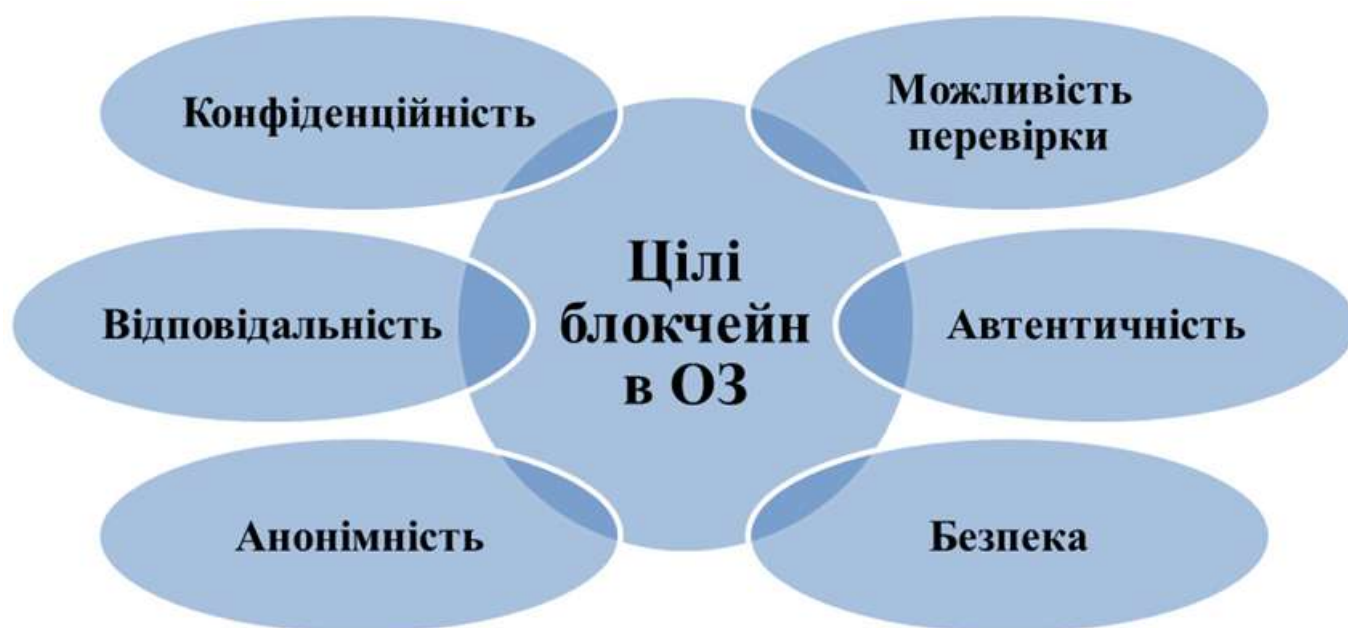 Конфіденційність
Можливість
перевірки
Відповідальність
Цілі
блокчейн
в ОЗ
Автентичність
Анонімність
Безпека